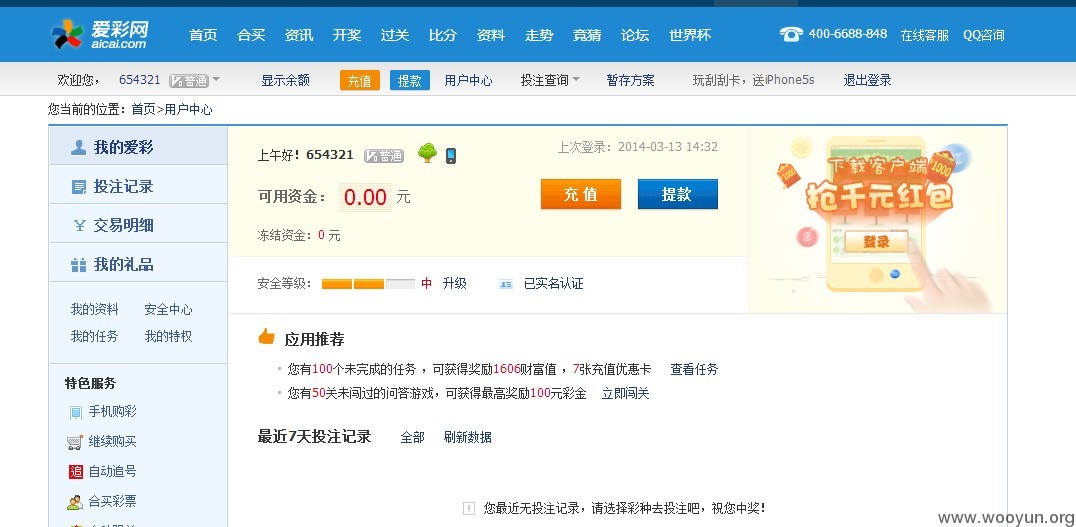 爱彩网
aicai.com
首页 合买 资讯 开奖 过关 比分 资料 走势 竞猜 论坛 世界杯
400-6688-848 在线客服 QQ咨询
欢迎您， 654321 普通 显示余额 充值 提款 用户中心 投注查询 暂存方案 玩刮刮卡，送iPhone5s 退出登录
您当前的位置：首页>用户中心
我的爱彩
投注记录
交易明细
我的礼品
我的资料 安全中心
我的任务 我的特权
特色服务
手机购彩
继续购买
追 自动追号
合买彩票
上午好！654321 普通
上次登录：2014-03-13 14:32
可用资金： 0.00 元
充值 提款
冻结资金：0 元
安全等级： 中 升级 已实名认证
下载客户端
抢千元红包
1000
1000
登录
应用推荐
您有100个未完成的任务，可获得奖励1606财富值，7张充值优惠卡 查看任务
您有50关未闯过的问答游戏，可获得最高奖励100元彩金 立即闯关
最近7天投注记录 全部 刷新数据
您最近无投注记录，请选择彩种去投注吧，祝您中奖！
www.wooyun.org